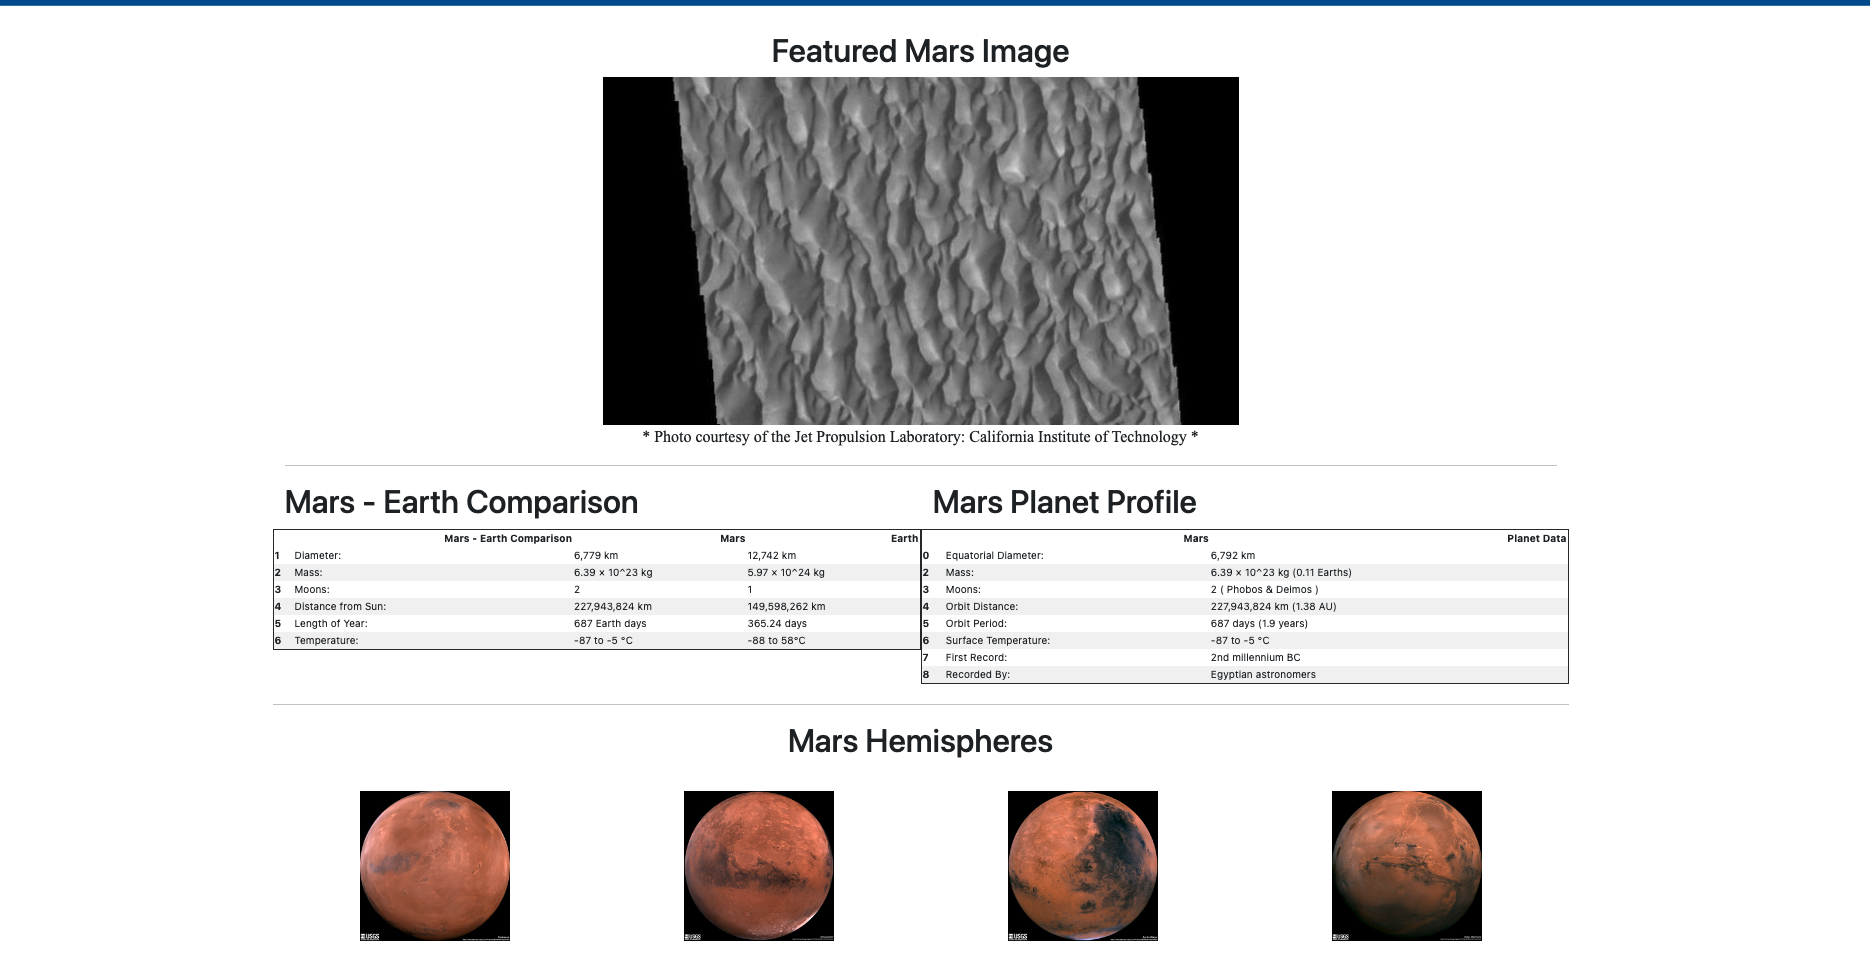 Featured Mars Image
* Photo courtesy of the Jet Propulsion Laboratory: California Institute of Technology *
Mars - Earth Comparison
Mars - Earth Comparison Mars Earth
1 Diameter: 6,779 km 12,742 km
2 Mass: 6.39 × 10^23 kg 5.97 × 10^24 kg
3 Moons: 2 1
4 Distance from Sun: 227,943,824 km 149,598,262 km
5 Length of Year: 687 Earth days 365.24 days
6 Temperature: -87 to -5 °C -88 to 58°C
Mars Planet Profile
Mars Planet Data
0 Equatorial Diameter: 6,792 km
2 Mass: 6.39 × 10^23 kg (0.11 Earths)
3 Moons: 2 ( Phobos & Deimos )
4 Orbit Distance: 227,943,824 km (1.38 AU)
5 Orbit Period: 687 days (1.9 years)
6 Surface Temperature: -87 to -5 °C
7 First Record: 2nd millennium BC
8 Recorded By: Egyptian astronomers
Mars Hemispheres
USGS
USGS
USGS
USGS